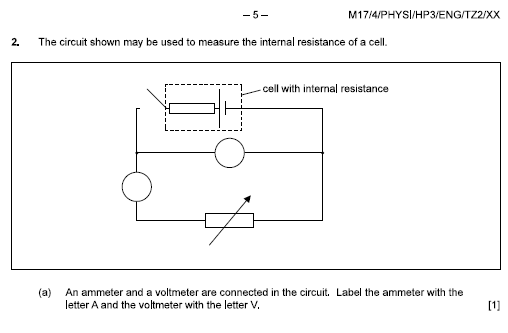 – 5 –
M17/4/PHYSI/HP3/ENG/TZ2/XX
2. The circuit shown may be used to measure the internal resistance of a cell.
cell with internal resistance
(a) An ammeter and a voltmeter are connected in the circuit. Label the ammeter with the
letter A and the voltmeter with the letter V.
[1]